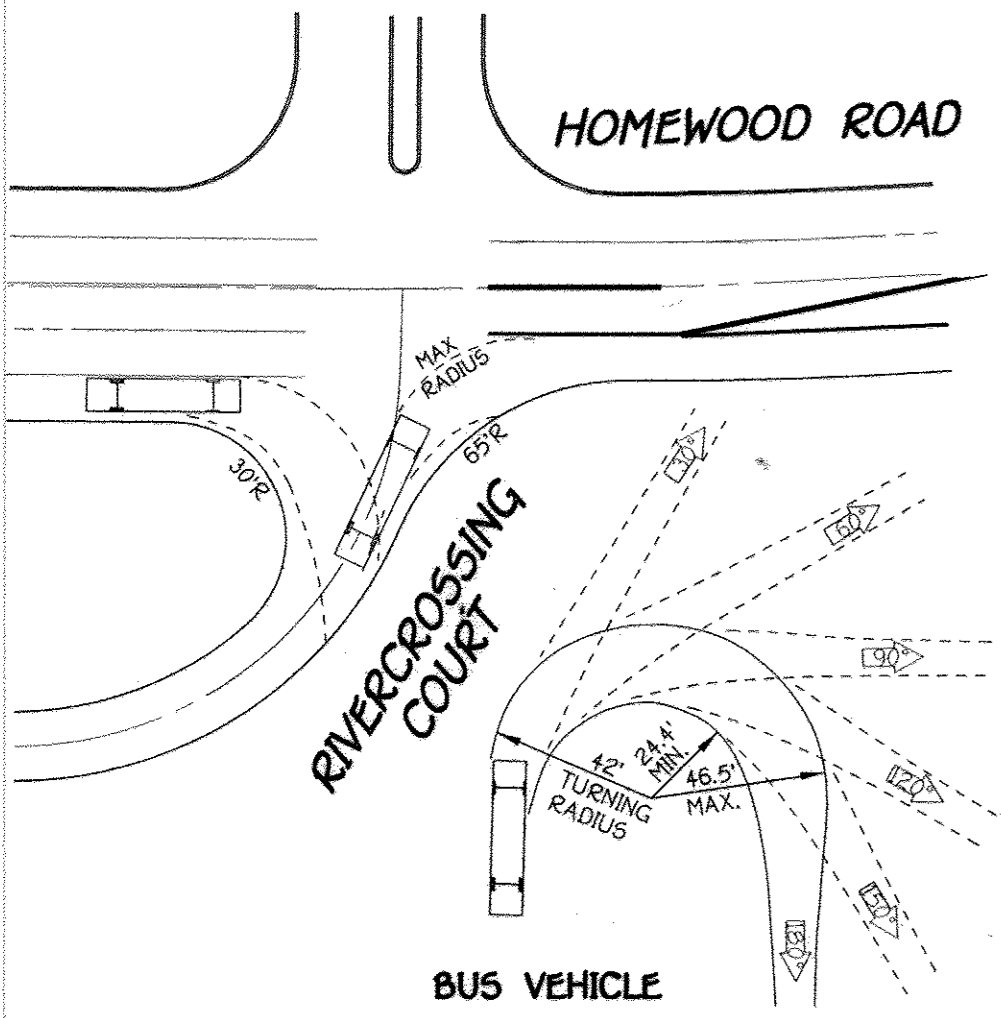 HOMEWOOD ROAD
MAX
RADIUS
65'R
30'R
RIVERCROSSING
COURT
30°
60°
90°
120°
150°
180°
42'
TURNING
RADIUS
24.4'
MIN.
46.5'
MAX.
BUS VEHICLE